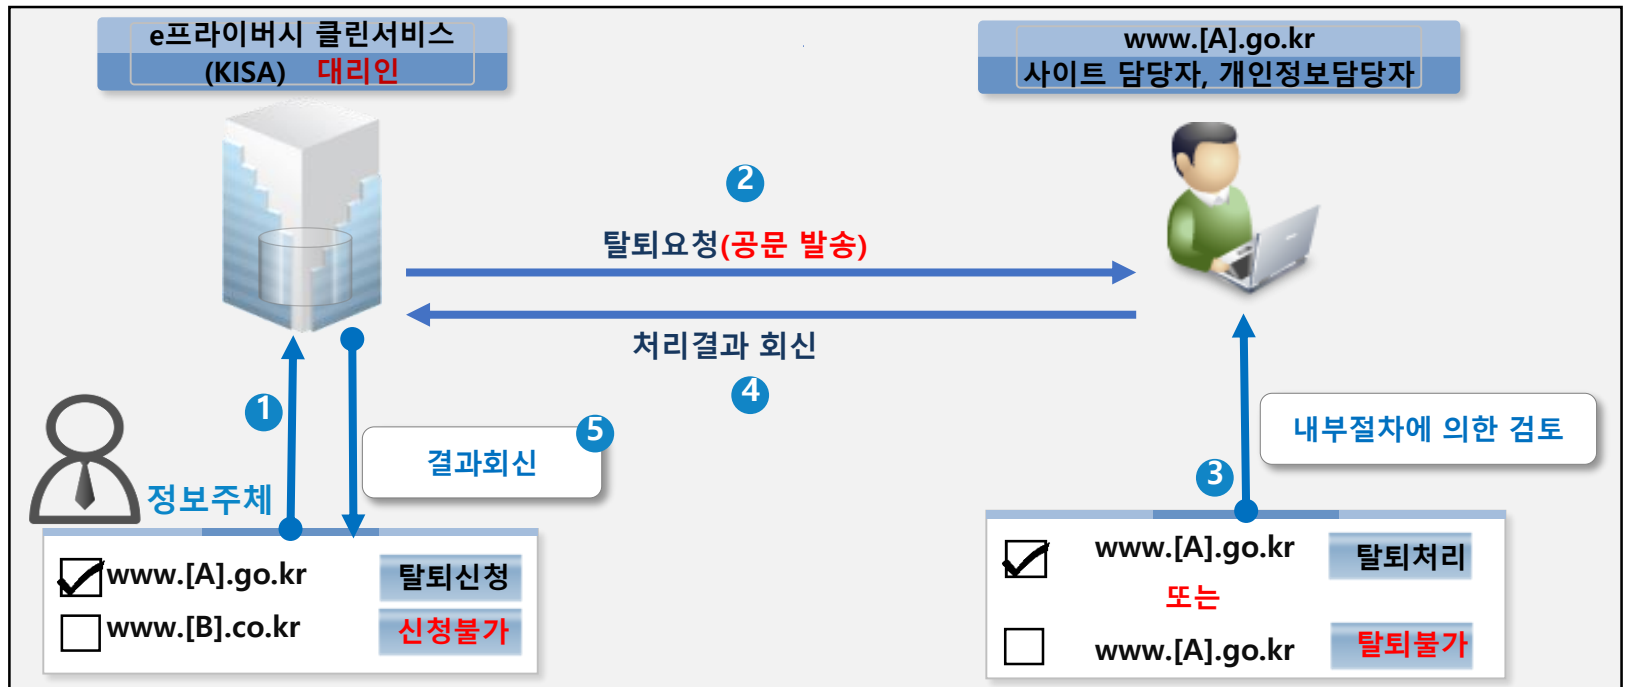 e프라이버시 클린서비스
(KISA) 대리인
www.[A].go.kr
사이트 담당자, 개인정보담당자
2
탈퇴요청(공문 발송)
처리결과 회신
4
1
5
결과회신
내부절차에 의한 검토
3
정보주체
www.[A].go.kr 탈퇴신청
www.[B].co.kr 신청불가
www.[A].go.kr 탈퇴처리
또는
www.[A].go.kr 탈퇴불가